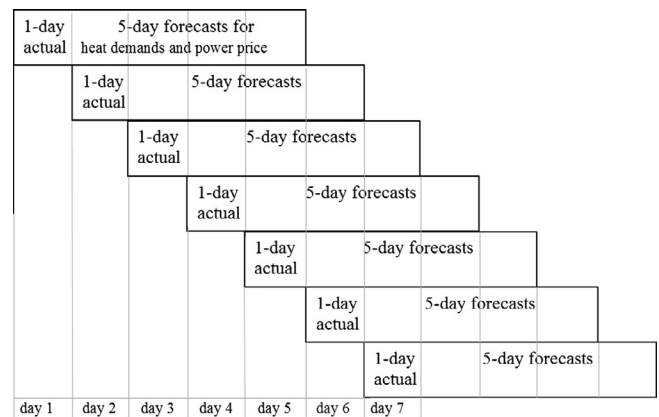 1-day 5-day forecasts for
actual heat demands and power price
1-day 5-day forecasts
actual
1-day 5-day forecasts
actual
1-day 5-day forecasts
actual
1-day 5-day forecasts
actual
1-day 5-day forecasts
actual
1-day 5-day forecasts
actual
day 1 day 2 day 3 day 4 day 5 day 6 day 7